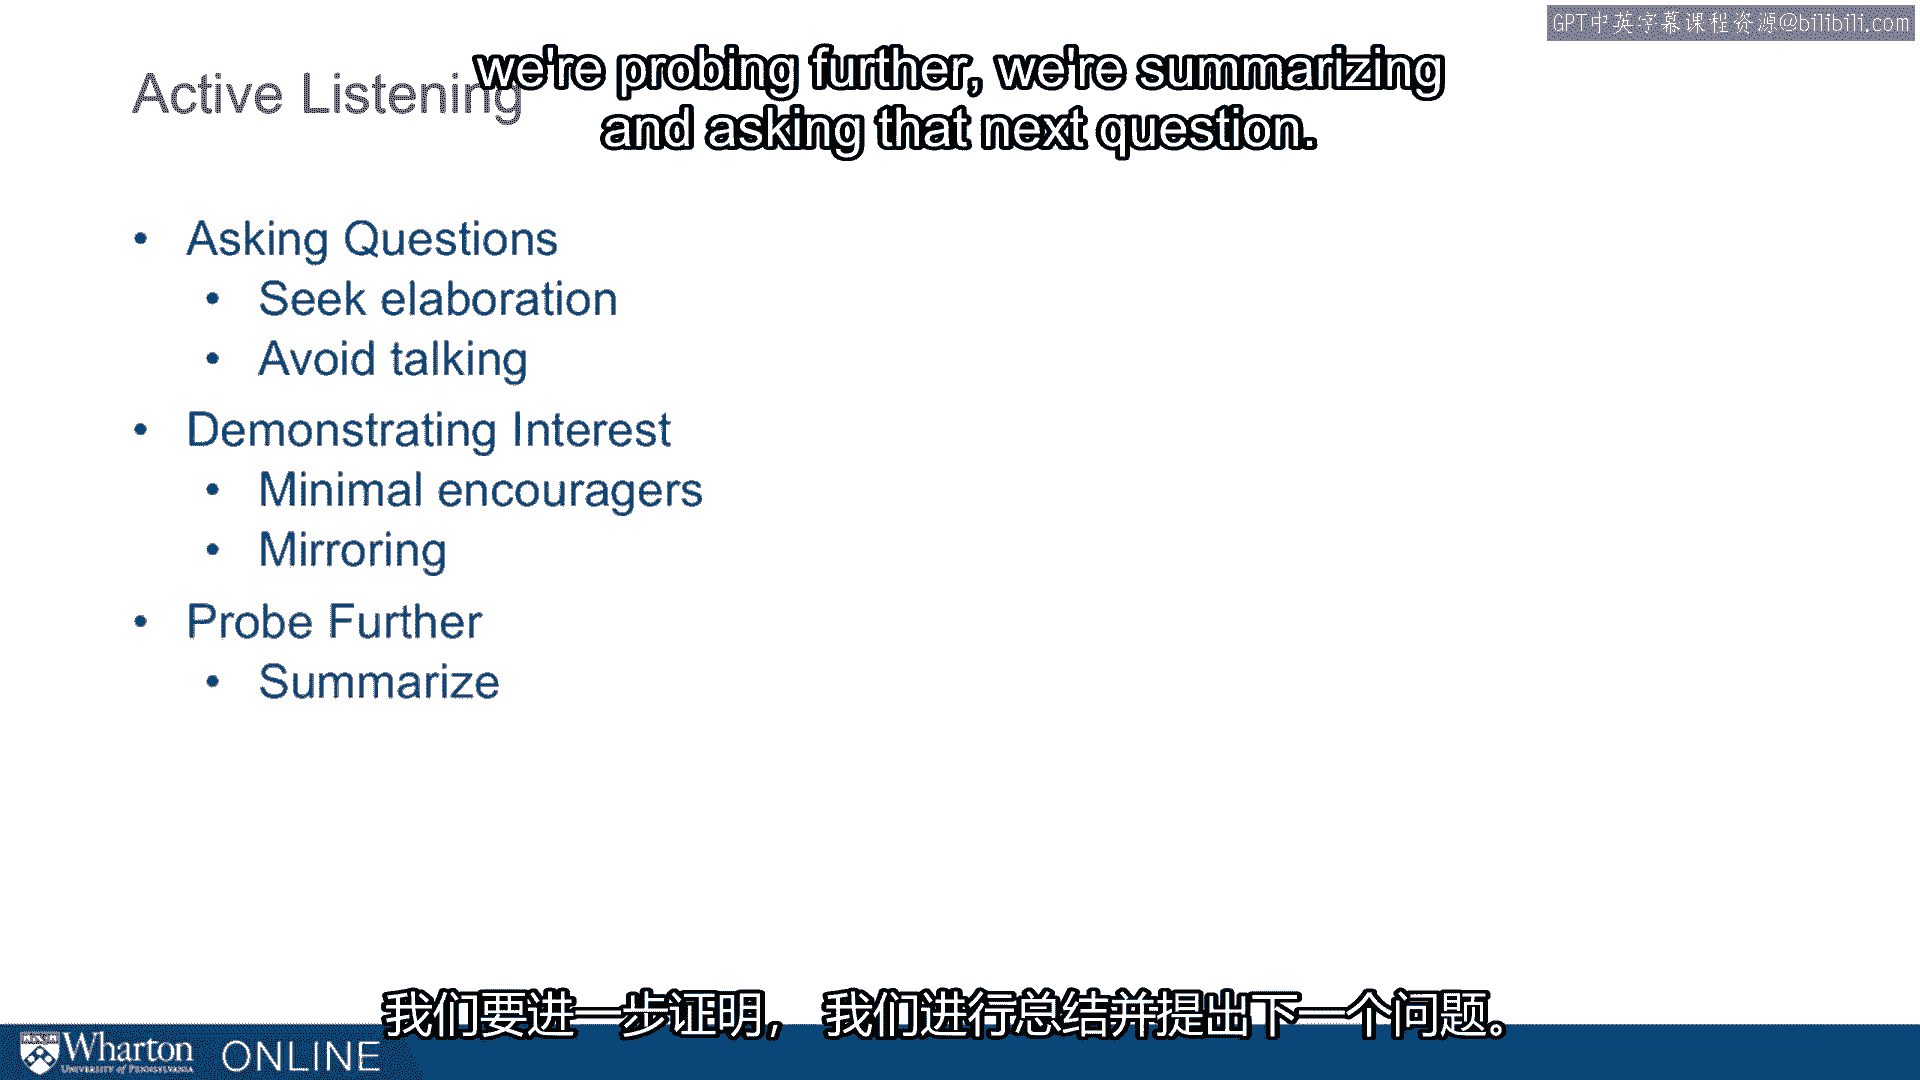 GPT中英字幕课程资源@bilibili.com
we're probing further, we're summarizing
and asking that next question.
Active Listening
• Asking Questions
• Seek elaboration
• Avoid talking
• Demonstrating Interest
• Minimal encouragers
• Mirroring
• Probe Further
• Summarize
我们要进一步证明， 我们进行总结并提出下一个问题。
Wharton ONLINE
UNIVERSITY of PENNSYLVANIA